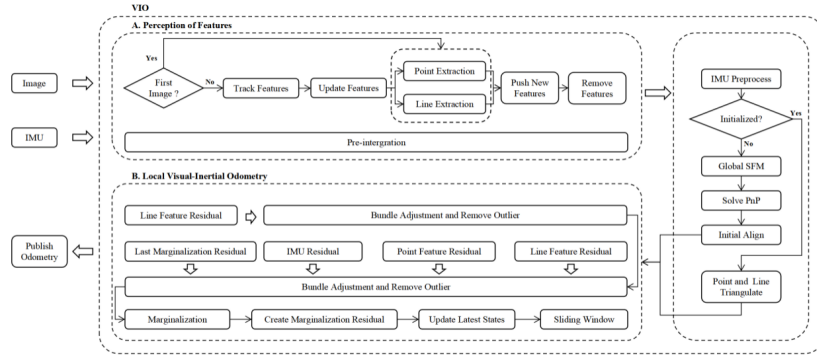 VIO
A. Perception of Features
Yes
Image
First
Image ?
No
Track Features
Update Features
Point Extraction
Line Extraction
Push New
Features
Remove
Features
IMU
Pre-intergration
IMU Preprocess
Initialized?
Yes
No
Global SFM
Solve PnP
Initial Align
Point and Line
Triangulate
B. Local Visual-Inertial Odometry
Line Feature Residual
Bundle Adjustment and Remove Outlier
Publish
Odometry
Last Marginalization Residual
IMU Residual
Point Feature Residual
Line Feature Residual
Bundle Adjustment and Remove Outlier
Marginalization
Create Marginalization Residual
Update Latest States
Sliding Window